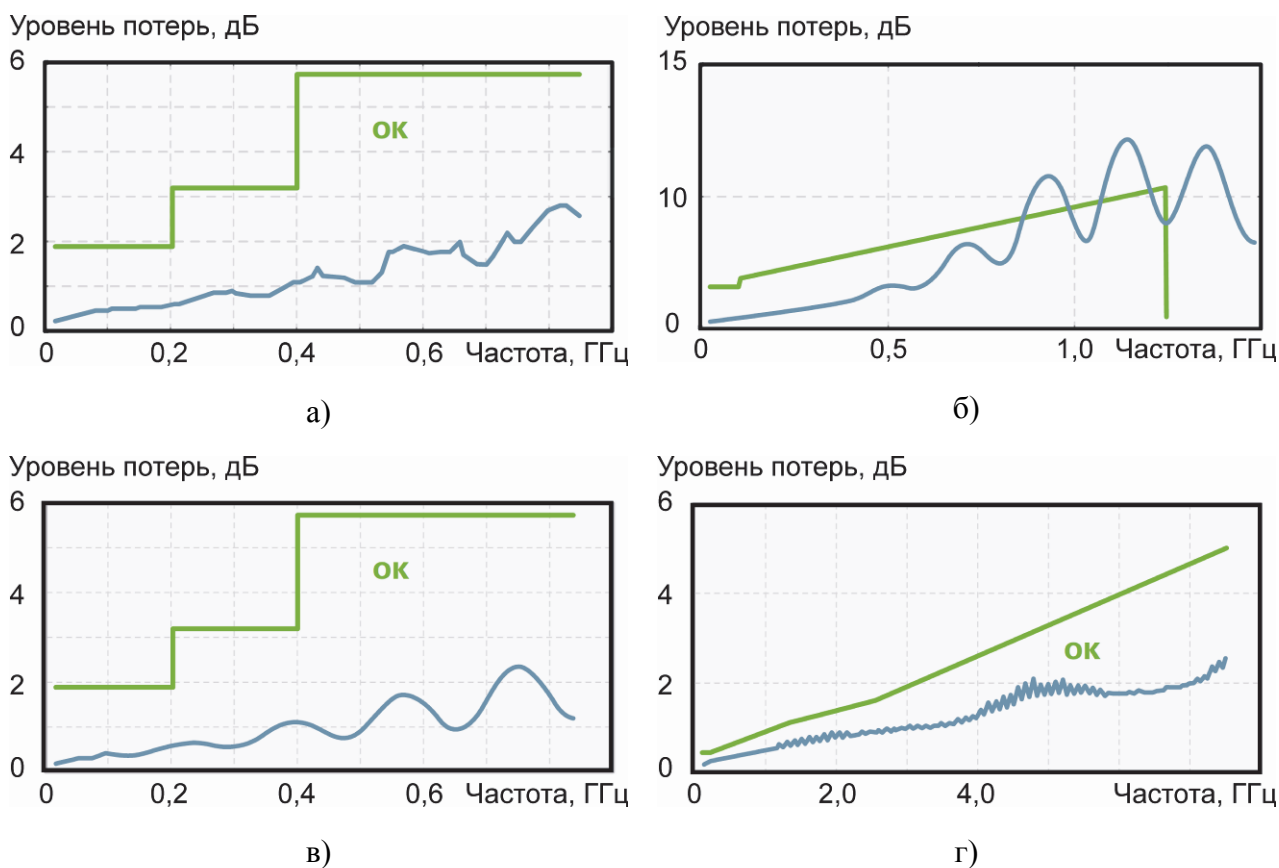 Уровень потерь, дБ
6
4
2
0
ОК
0 0,2 0,4 0,6 Частота, ГГц
а)
Уровень потерь, дБ
15
10
0
0 0,5 1,0 Частота, ГГц
б)
Уровень потерь, дБ
6
4
2
0
ОК
0 0,2 0,4 0,6 Частота, ГГц
в)
Уровень потерь, дБ
6
4
2
0
ОК
0 2,0 4,0 Частота, ГГц
г)